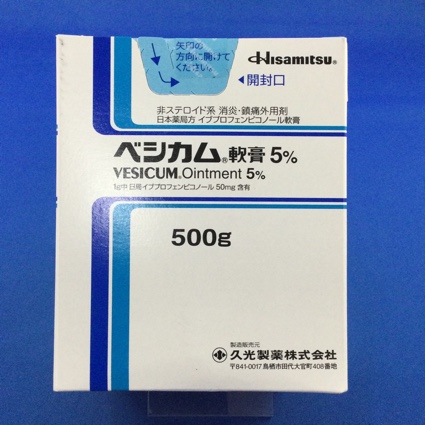 矢印の
方向に開けて
ください。
HISAMITSU®
◀開封口
非ステロイド系 消炎・鎮痛外用剤
日本薬局方 イブプロフェンピコノール軟膏
ベシカム®軟膏 5%
VESICUM®Ointment 5%
1g中 日局イブプロフェンピコノール 50mg 含有
500g
製造販売元
久光製薬株式会社
〒841-0017 鳥栖市田代大官町408番地